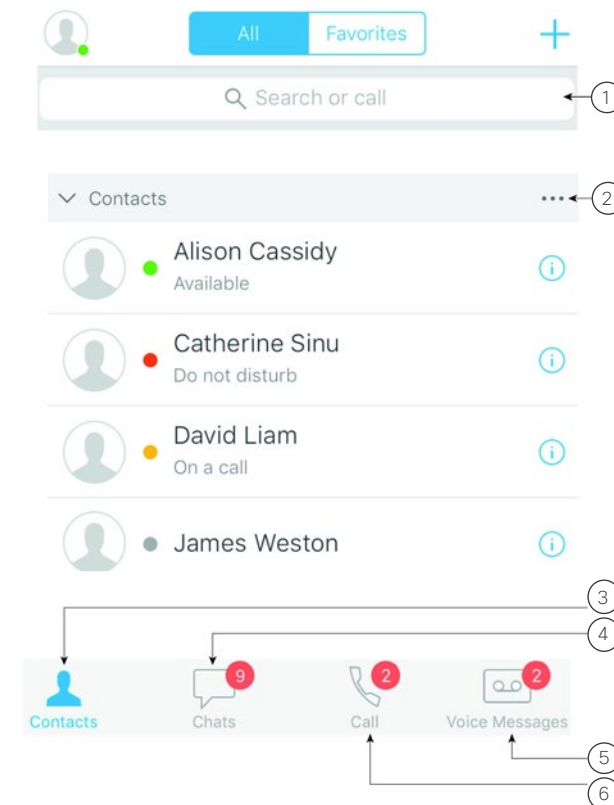 All Favorites
Search or call
1
Contacts
2
Alison Cassidy
Available
Catherine Sinu
Do not disturb
David Liam
On a call
James Weston
3
4
9 2 2
Contacts Chats Call Voice Messages
5
6